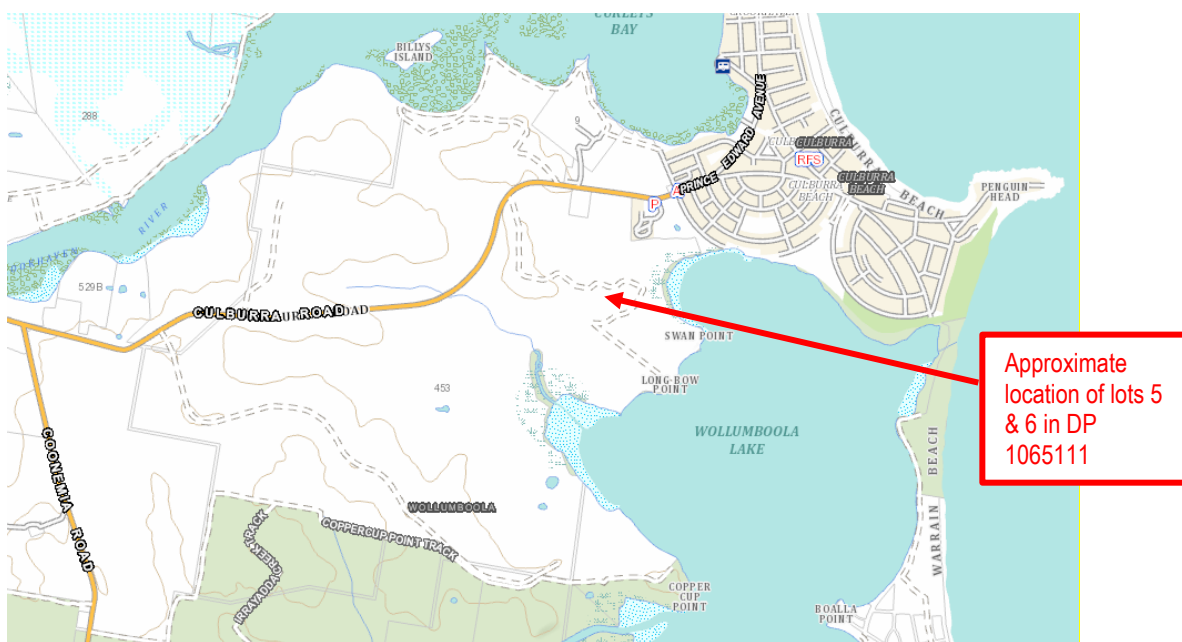 CURLEYS
BAY
BILLYS
ISLAND
288
9
PRINCE EDWARD AVENUE
CULBURRA BEACH
CULBURRA
RFS
CULBURRA
BEACH
CULBURRA
BEACH
PENGUIN
HEAD
P
RIVER
529B
CULBURRA ROAD
SWAN POINT
LONG BOW
POINT
453
WOLLUMBOOLA
LAKE
COONEMIA ROAD
WOLLUMBOOLA
COPPERCUP POINT TRACK
IRRAYADDA CREEK TRACK
COPPER
CUP
POINT
BOALLA
POINT
WARRAIN BEACH
Approximate
location of lots 5
& 6 in DP
1065111